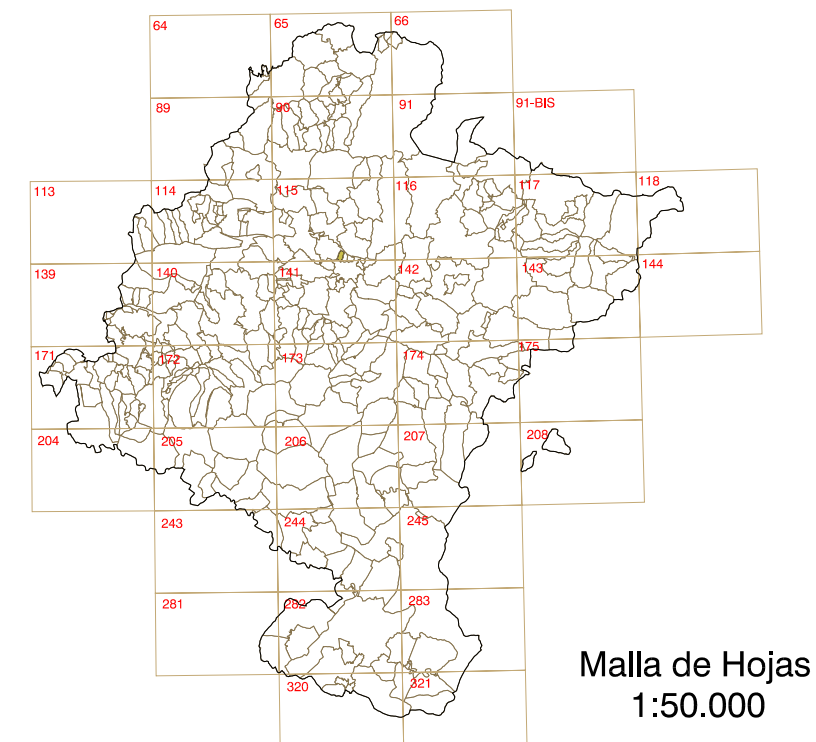 64 65 66
89 90 91 91-BIS
113 114 115 116 117 118
139 140 141 142 143 144
171 172 173 174 175
204 205 206 207 208
243 244 245
281 282 283
320 321
Malla de Hojas
1:50.000